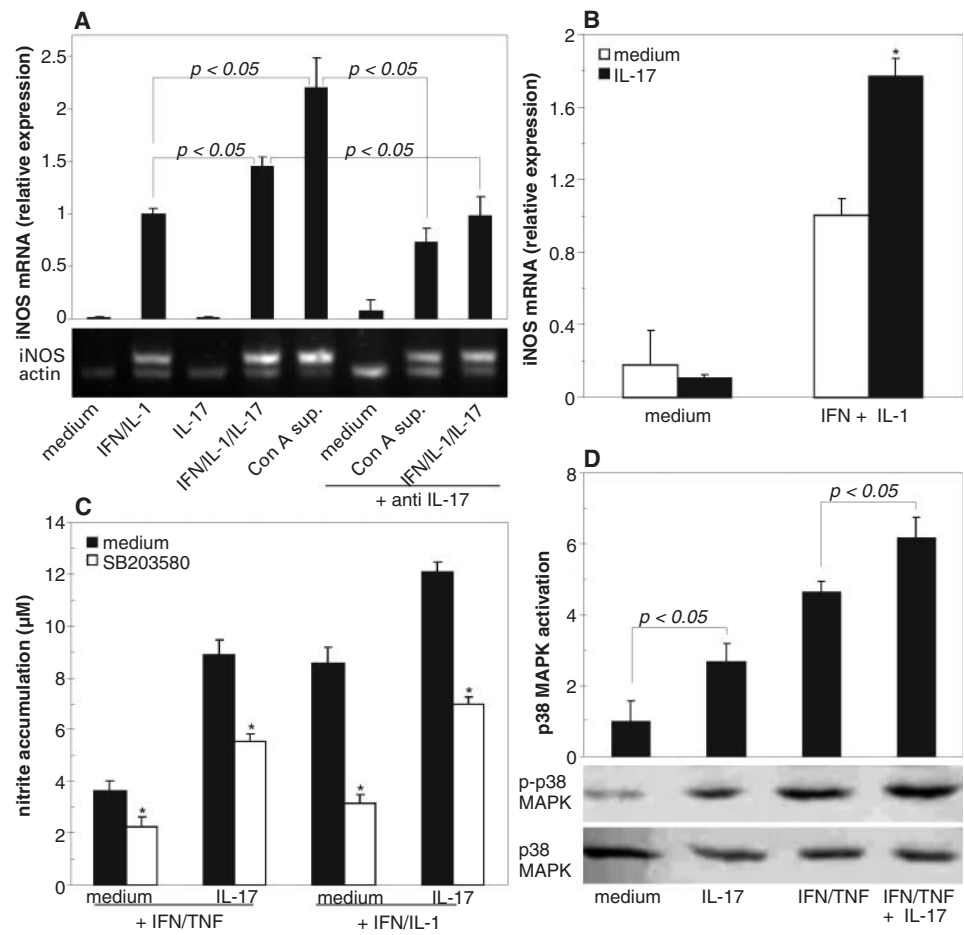 A
iNOS mRNA (relative expression)
2.5
2
1.5
1
0.5
0
p < 0.05
p < 0.05
p < 0.05
p < 0.05
iNOS
actin
medium
IFN/IL-1
IL-17
IFN/IL-1/IL-17
Con A sup.
medium
Con A sup.
IFN/IL-1/IL-17
+ anti IL-17
B
iNOS mRNA (relative expression)
2
1.6
1.2
0.8
0.4
0
medium
IL-17
*
medium
IFN + IL-1
C
nitrite accumulation (µM)
14
12
10
8
6
4
2
0
medium
SB203580
*
*
*
*
medium
IL-17
medium
IL-17
+ IFN/TNF
+ IFN/IL-1
D
p38 MAPK activation
8
6
4
2
0
p < 0.05
p < 0.05
p-p38
MAPK
p38
MAPK
medium
IL-17
IFN/TNF
IFN/TNF
+ IL-17